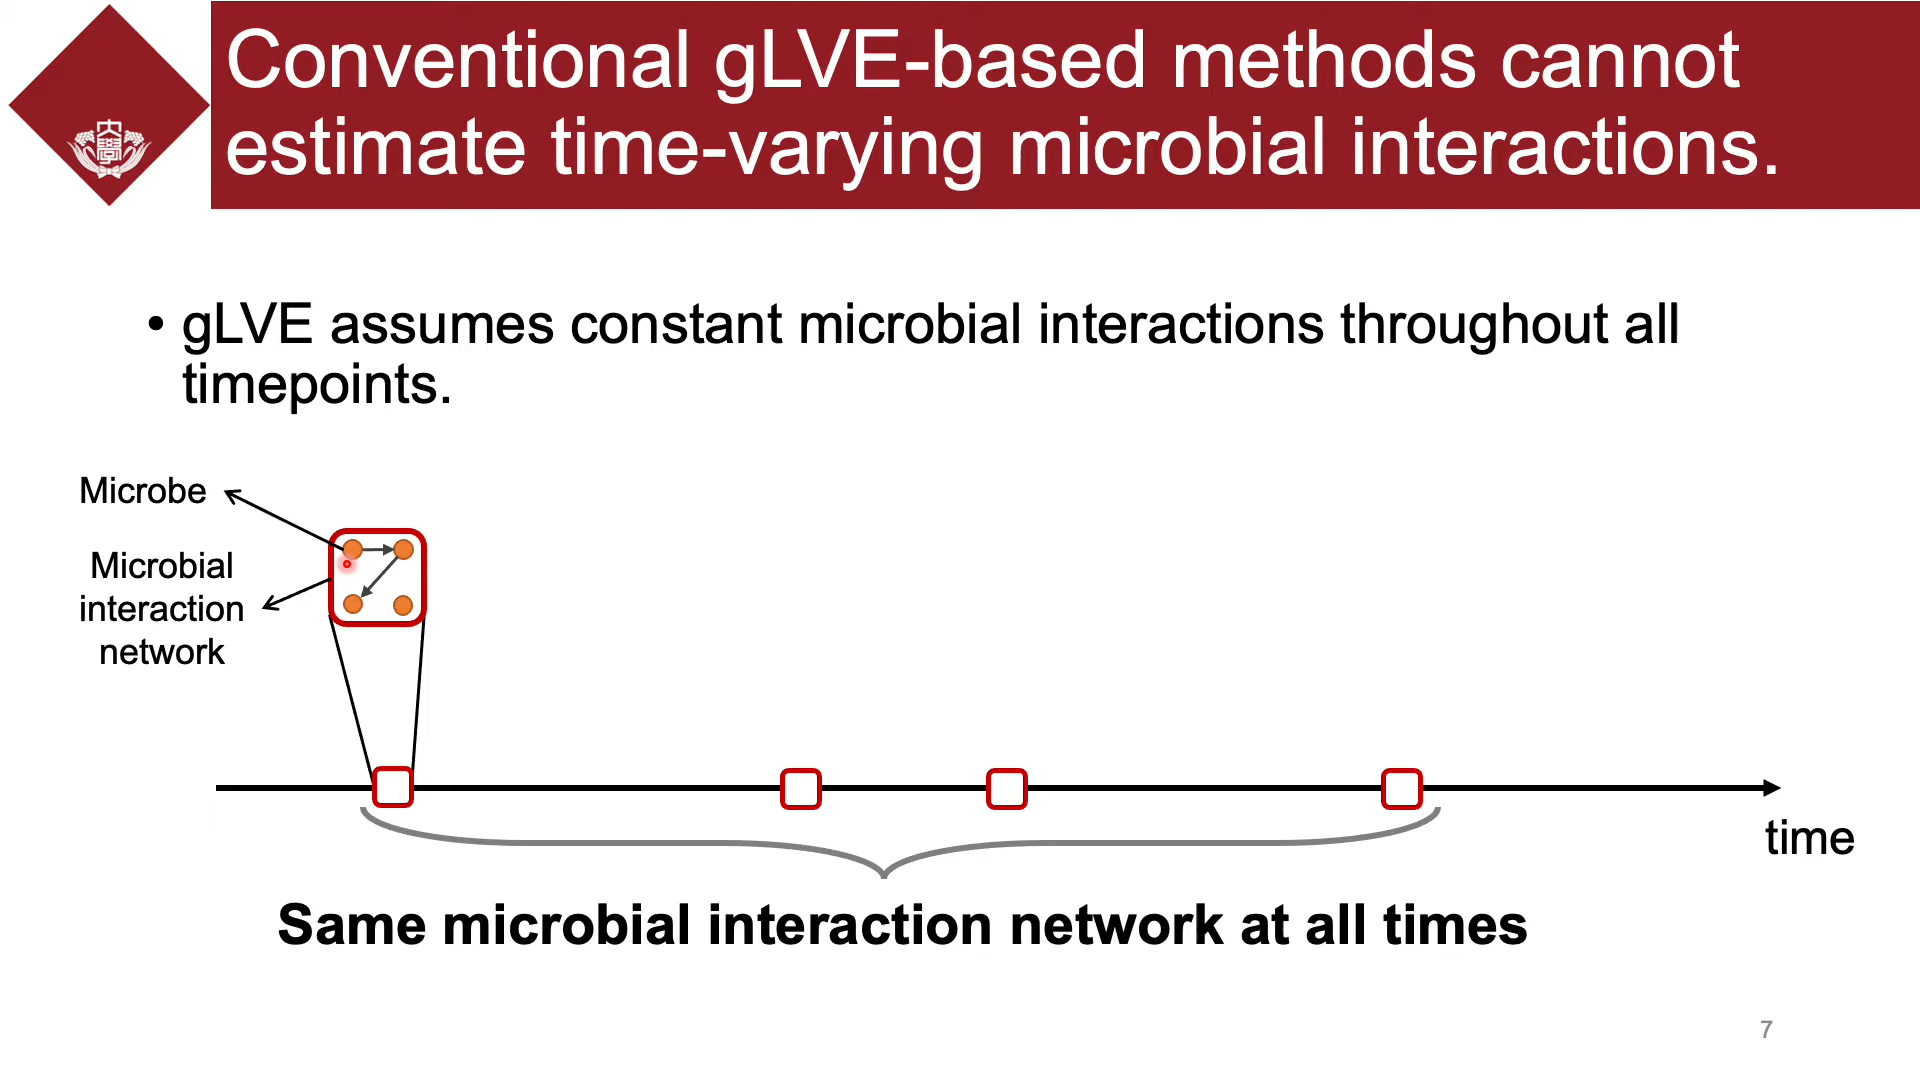 Conventional gLVE-based methods cannot
estimate time-varying microbial interactions.
• gLVE assumes constant microbial interactions throughout all
timepoints.
Microbe
Microbial
interaction
network
time
Same microbial interaction network at all times
7